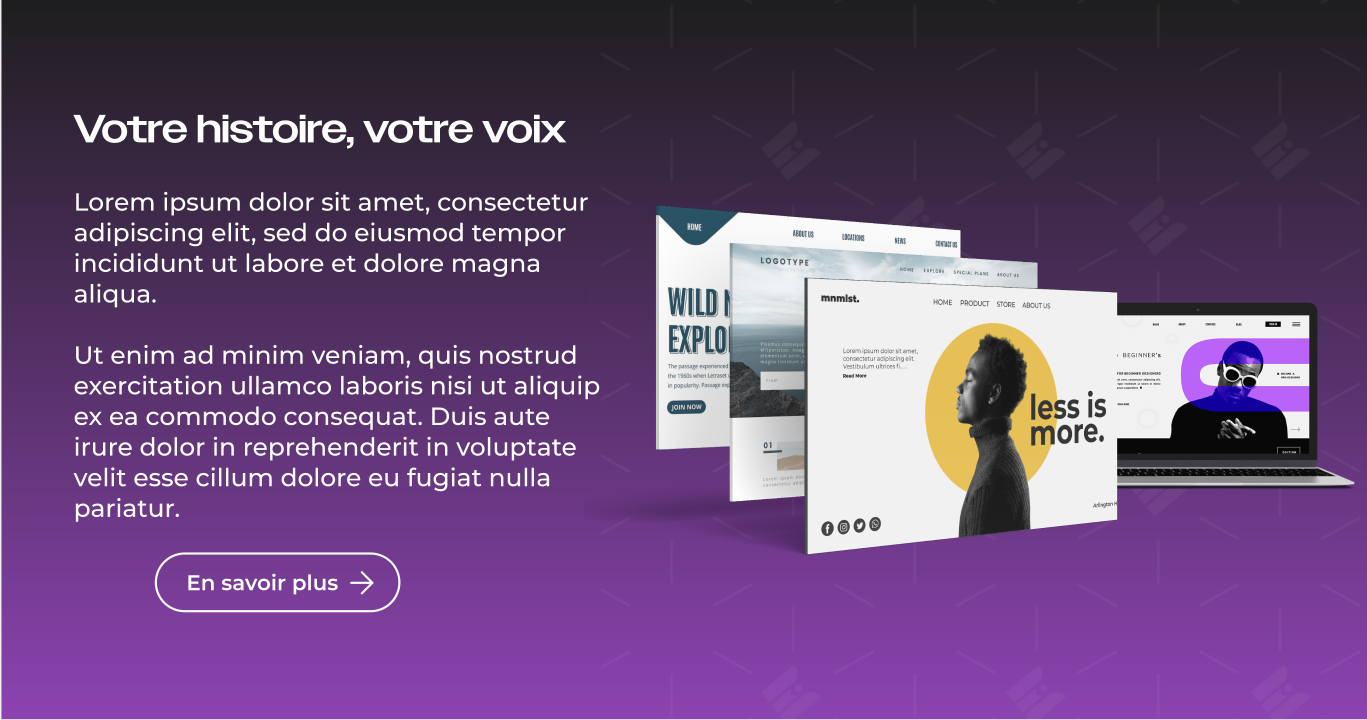 Votre histoire, votre voix
Lorem ipsum dolor sit amet, consectetur
adipiscing elit, sed do eiusmod tempor
incididunt ut labore et dolore magna
aliqua.
Ut enim ad minim veniam, quis nostrud
exercitation ullamco laboris nisi ut aliquip
ex ea commodo consequat. Duis aute
irure dolor in reprehenderit in voluptate
velit esse cillum dolore eu fugiat nulla
pariatur.
En savoir plus
HOME
ABOUT US LOCATIONS NEWS CONTACT US
WILD
EXPLO
The passage experienced
the 1960s when Letraset
in popularity. Passage
JOIN NOW
LOGOTYPE
HOME EXPLORE SPECIAL PLANS ABOUT US
01
mnmlst.
HOME PRODUCT STORE ABOUT US
Lorem ipsum dolor sit amet,
consectetur adipiscing elit.
Vestibulum ultrices fi....
Read More
less is
more.
Arlington H
BEGINNER's
FOR BEGINNER DESIGNERS